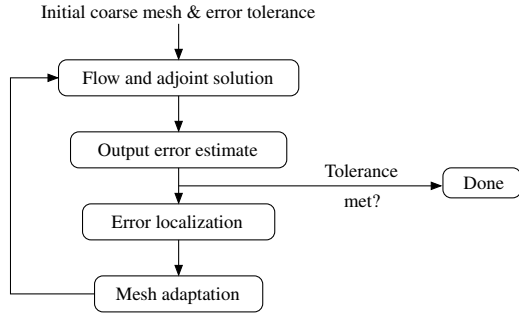 Initial coarse mesh & error tolerance
Flow and adjoint solution
Output error estimate
Tolerance
met?
Done
Error localization
Mesh adaptation